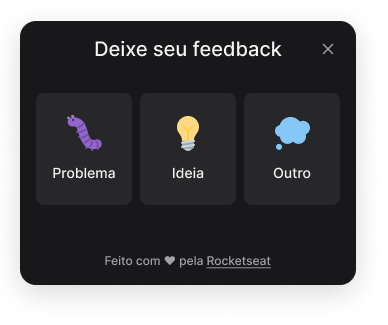 Deixe seu feedback
Problema
Ideia
Outro
Feito com ♥ pela Rocketseat